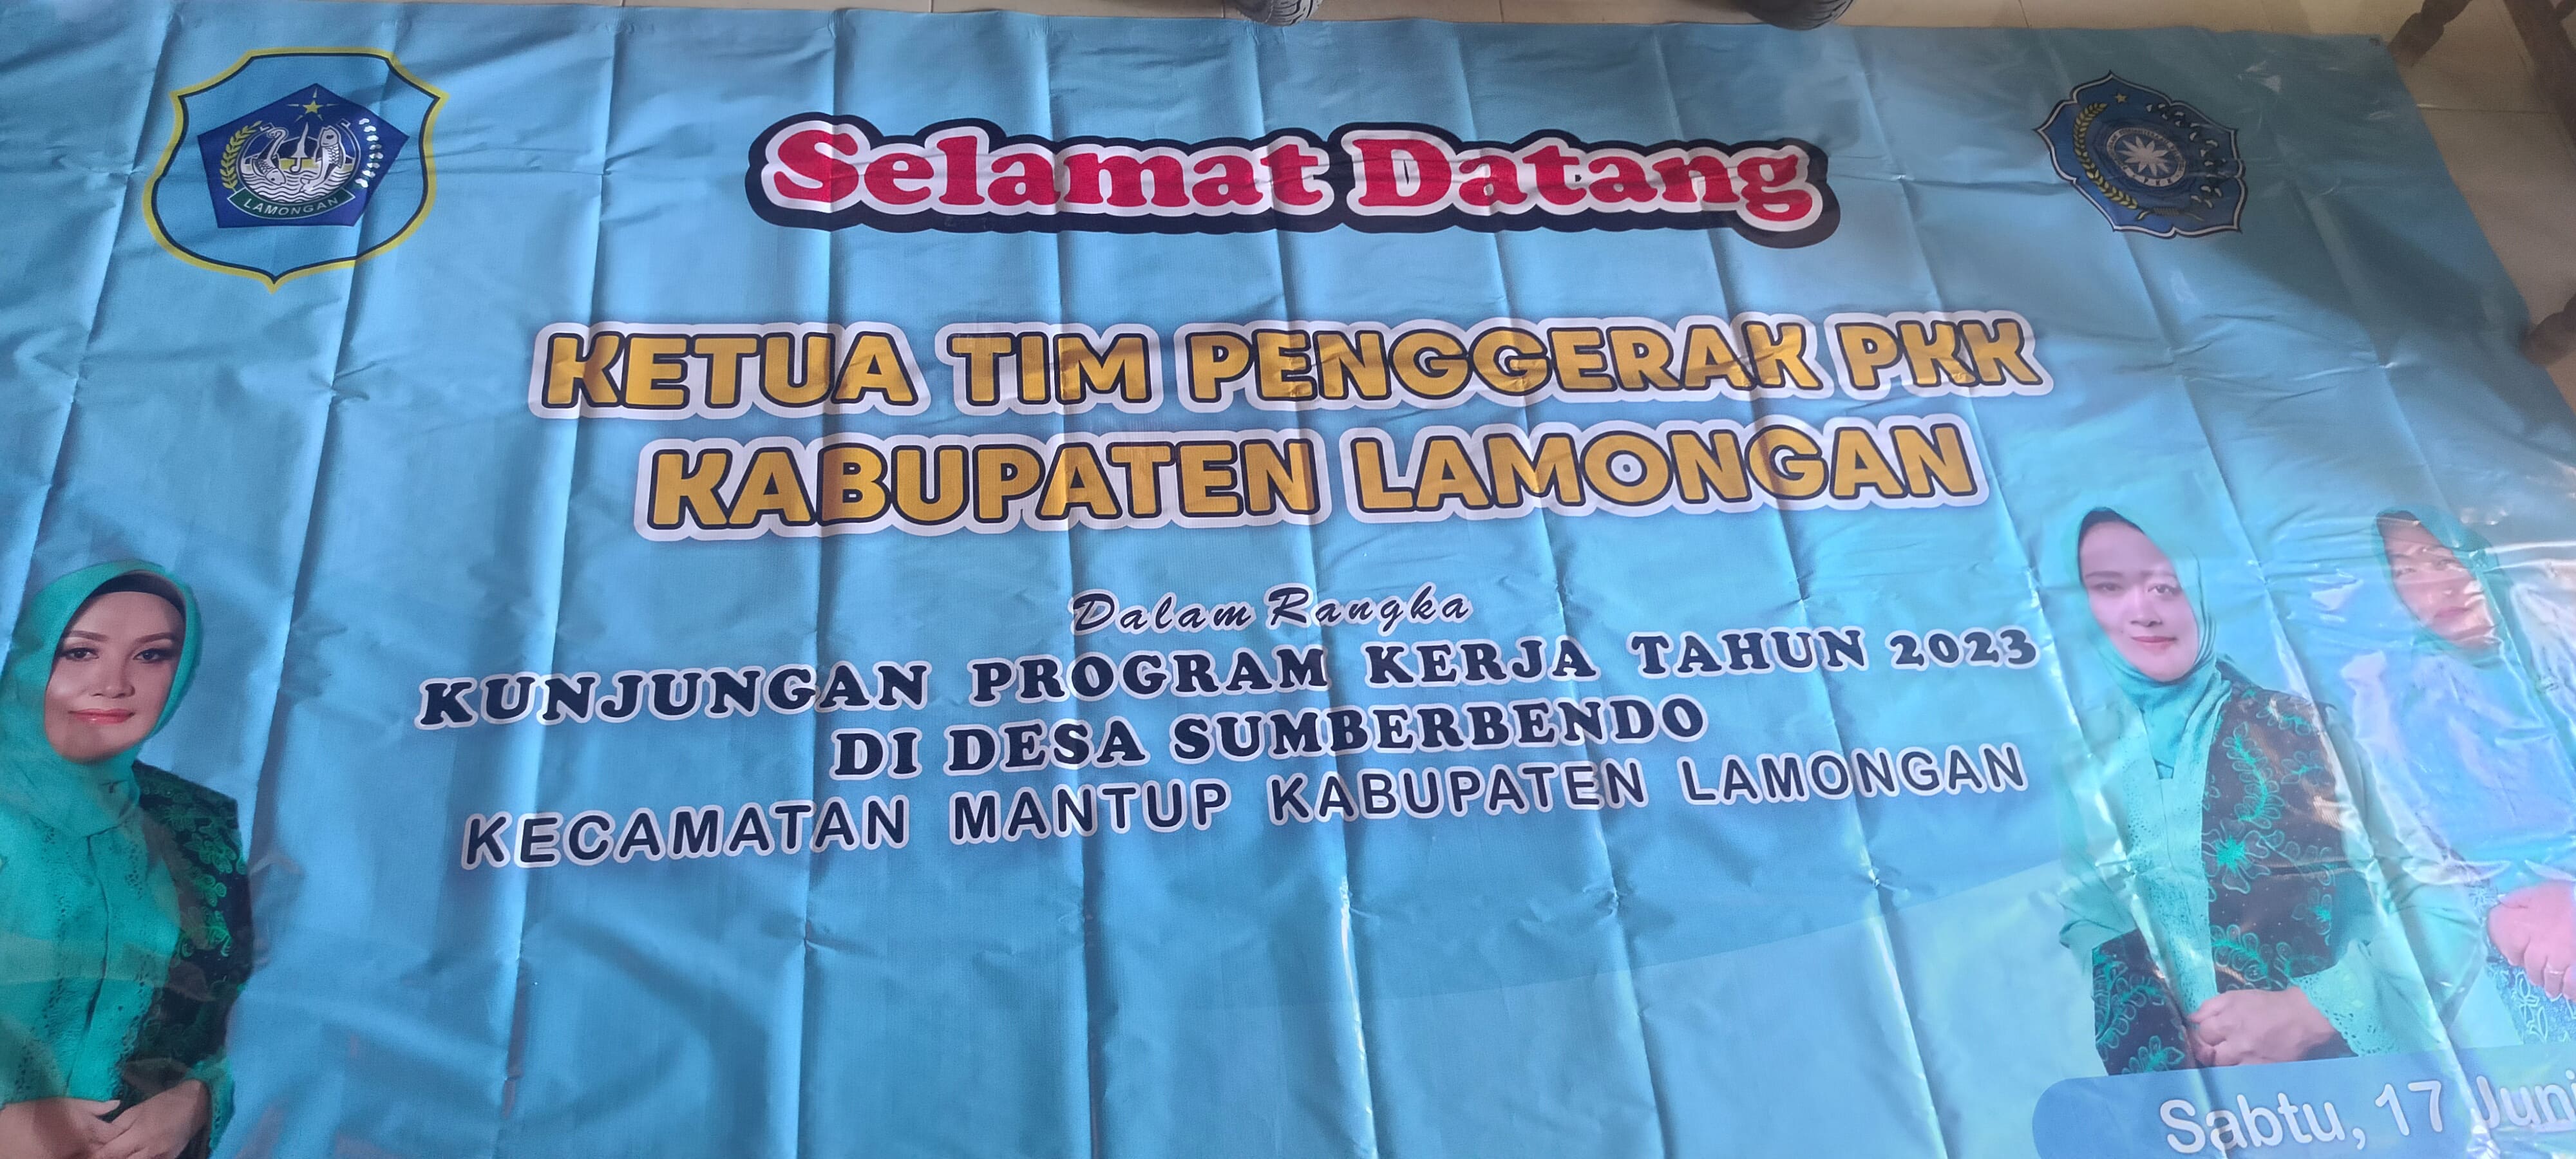 LAMONGAN
Selamat Datang
KETUA TIM PENGGERAK PKK
KABUPATEN LAMONGAN
Dalam Rangka
KUNJUNGAN PROGRAM KERJA TAHUN 2023
DI DESA SUMBERBENDO
KECAMATAN MANTUP KABUPATEN LAMONGAN
Sabtu, 17 Juni